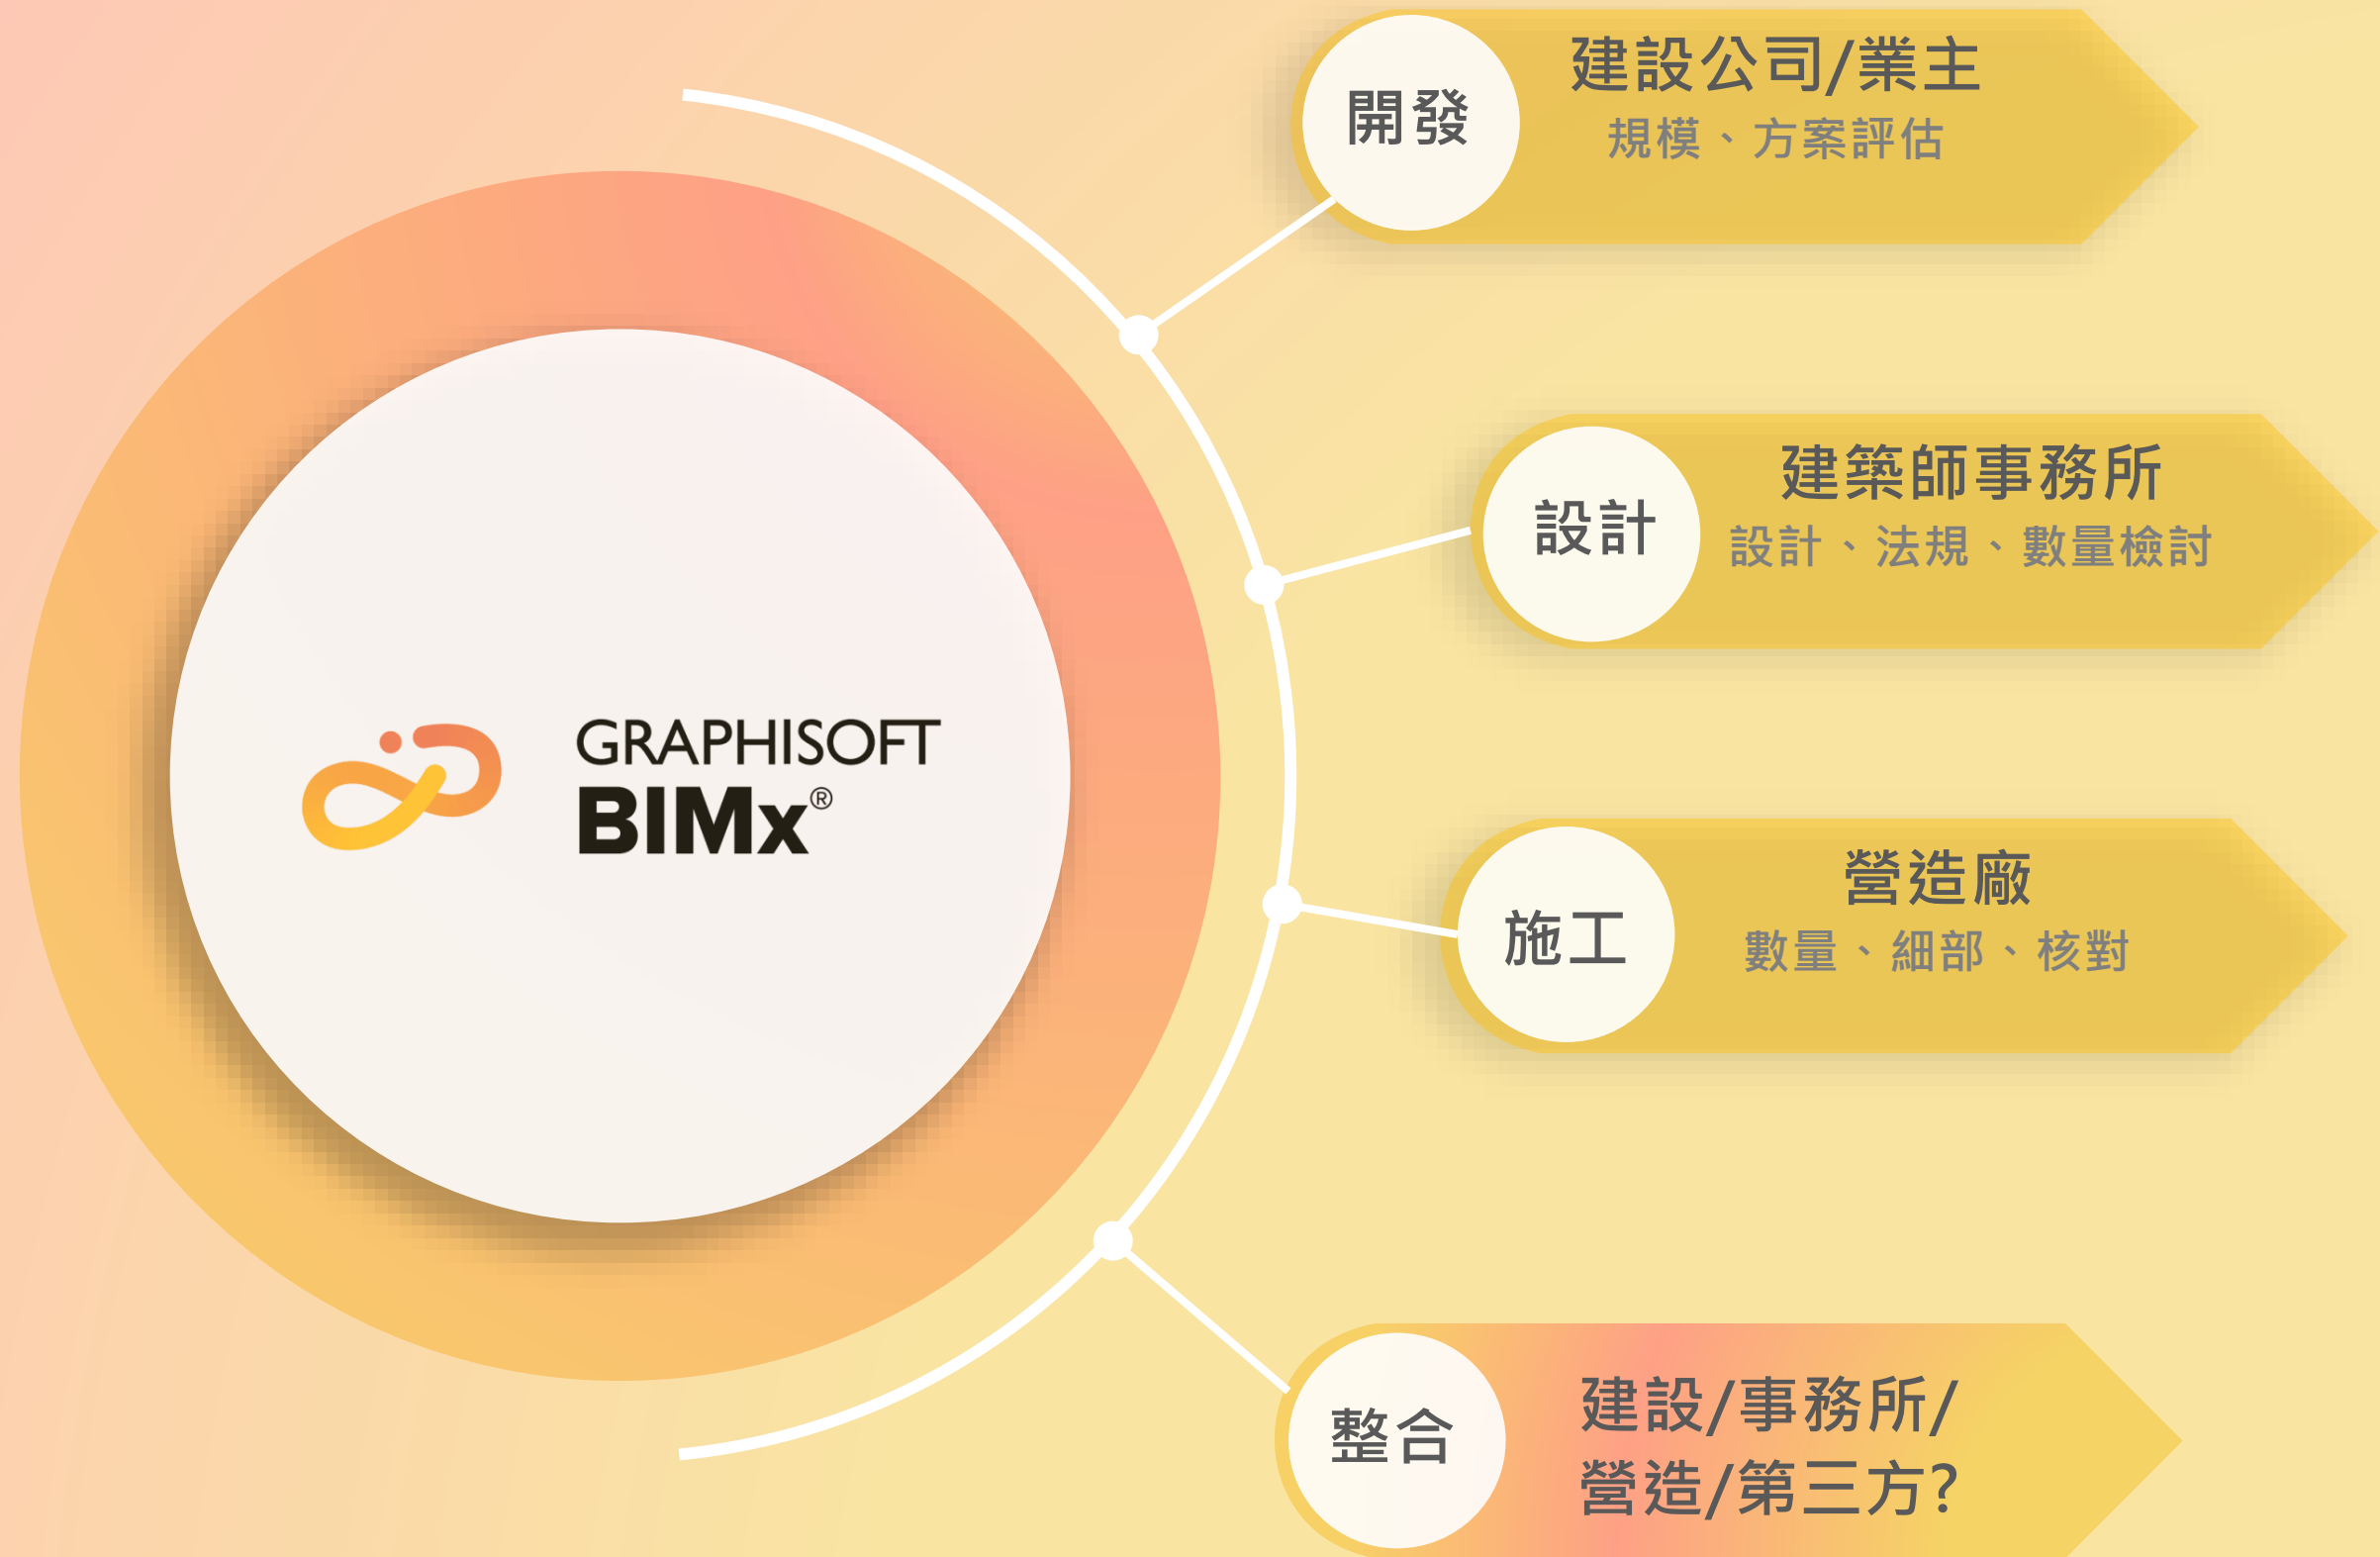 GRAPHISOFT
BIMx®
開發
建設公司/業主
規模、方案評估
設計
建築師事務所
設計、法規、數量檢討
施工
營造廠
數量、細部、核對
整合
建設/事務所/
營造/第三方?